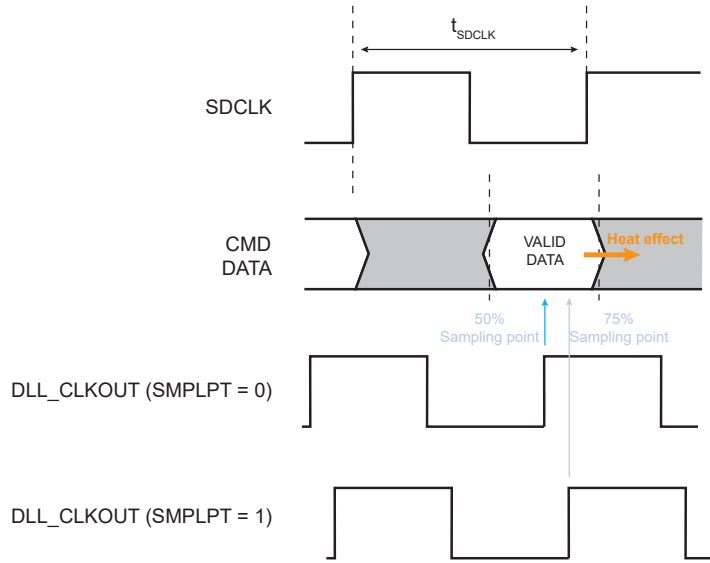 tSDCLK
SDCLK
CMD
DATA
VALID
DATA
Heat effect
50%
Sampling point
75%
Sampling point
DLL_CLKOUT (SMPLPT = 0)
DLL_CLKOUT (SMPLPT = 1)